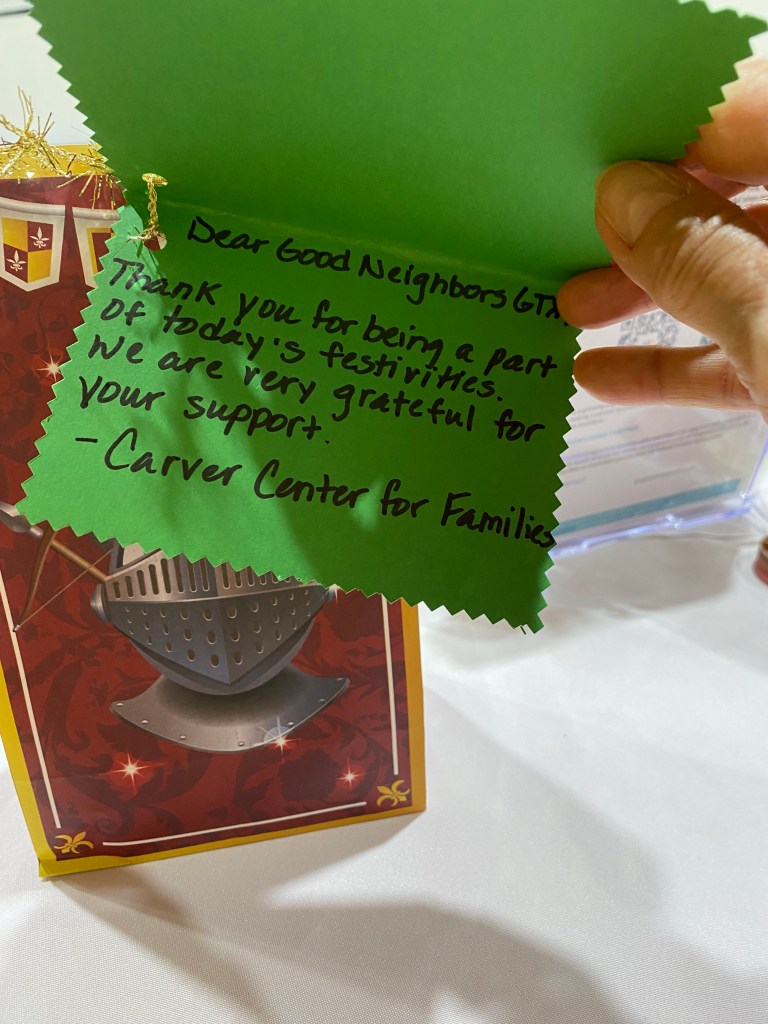 Dear Good Neighbors GTX,
Thank you for being a part
of today's festivities.
We are very grateful for
your support.
- Carver Center for Families